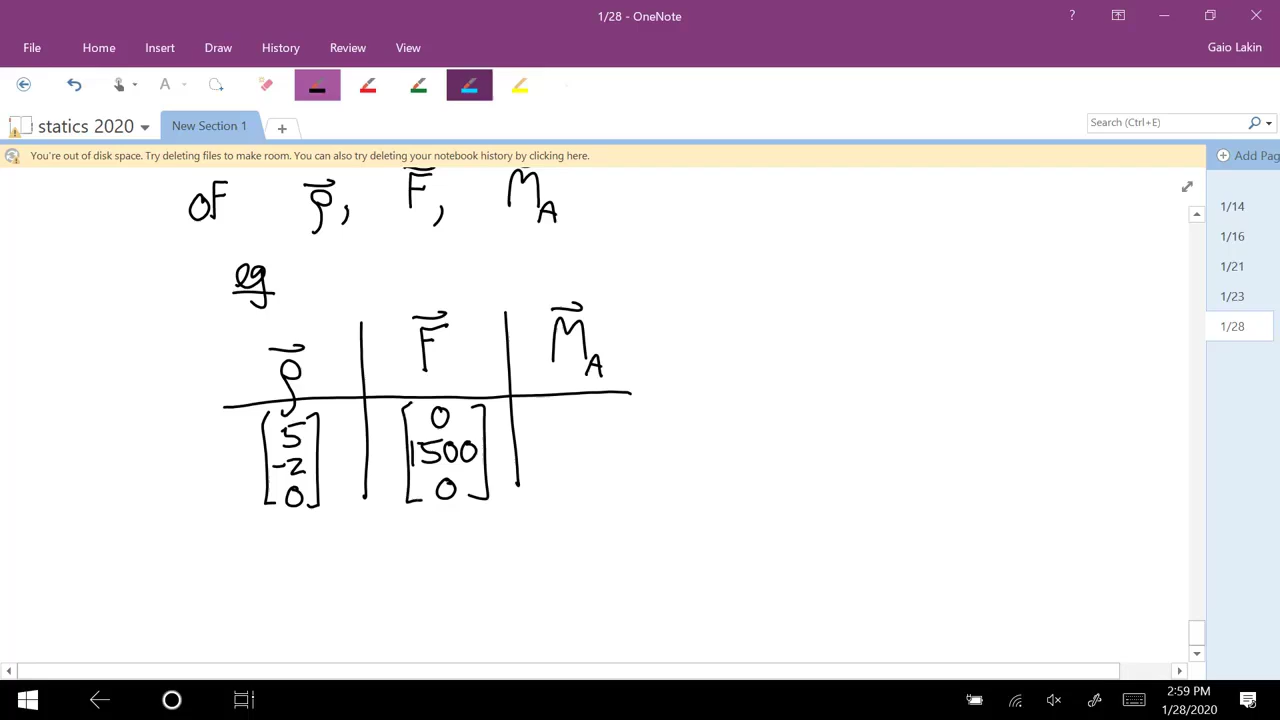 1/28 - OneNote
?
File Home Insert Draw History Review View
Gaio Lakin
A
statics 2020 New Section 1 +
Search (Ctrl+E)
You're out of disk space. Try deleting files to make room. You can also try deleting your notebook history by clicking here.
Add Pag
1/14
1/16
1/21
1/23
1/28
OF ρ⃗, F⃗, M⃗_A
eg
ρ⃗ | F⃗ | M⃗_A
5 0
-2 1500
0 0
2:59 PM
1/28/2020